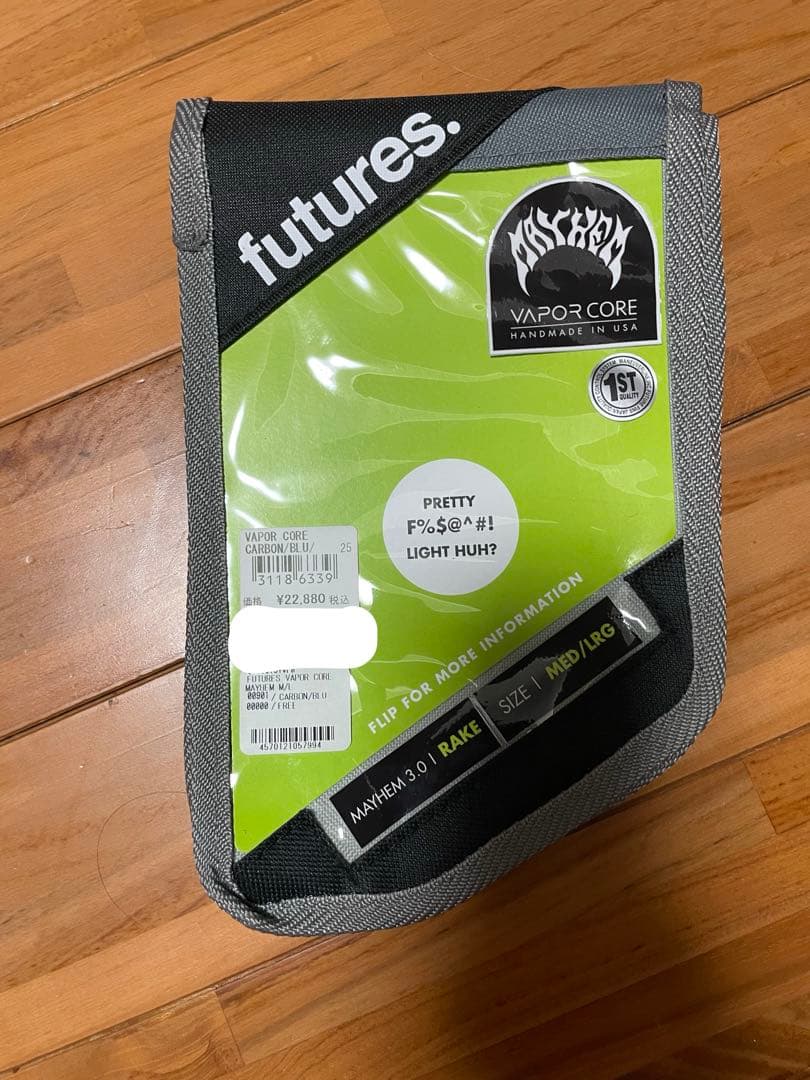 futures.
MAYHEM
VAPOR CORE
HANDMADE IN USA
1ST
QUALITY
PRETTY
F%$@^#!
LIGHT HUH?
VAPOR CORE
CARBON/BLU/ 25
31186339
価格 ¥22,880 税込
FUTURES VAPOR CORE
MAYHEM M/L
00901 / CARBON/BLU
00000 / FREE
4570121057994
FLIP FOR MORE INFORMATION
MAYHEM 3.0 | RAKE
SIZE | MED/LRG